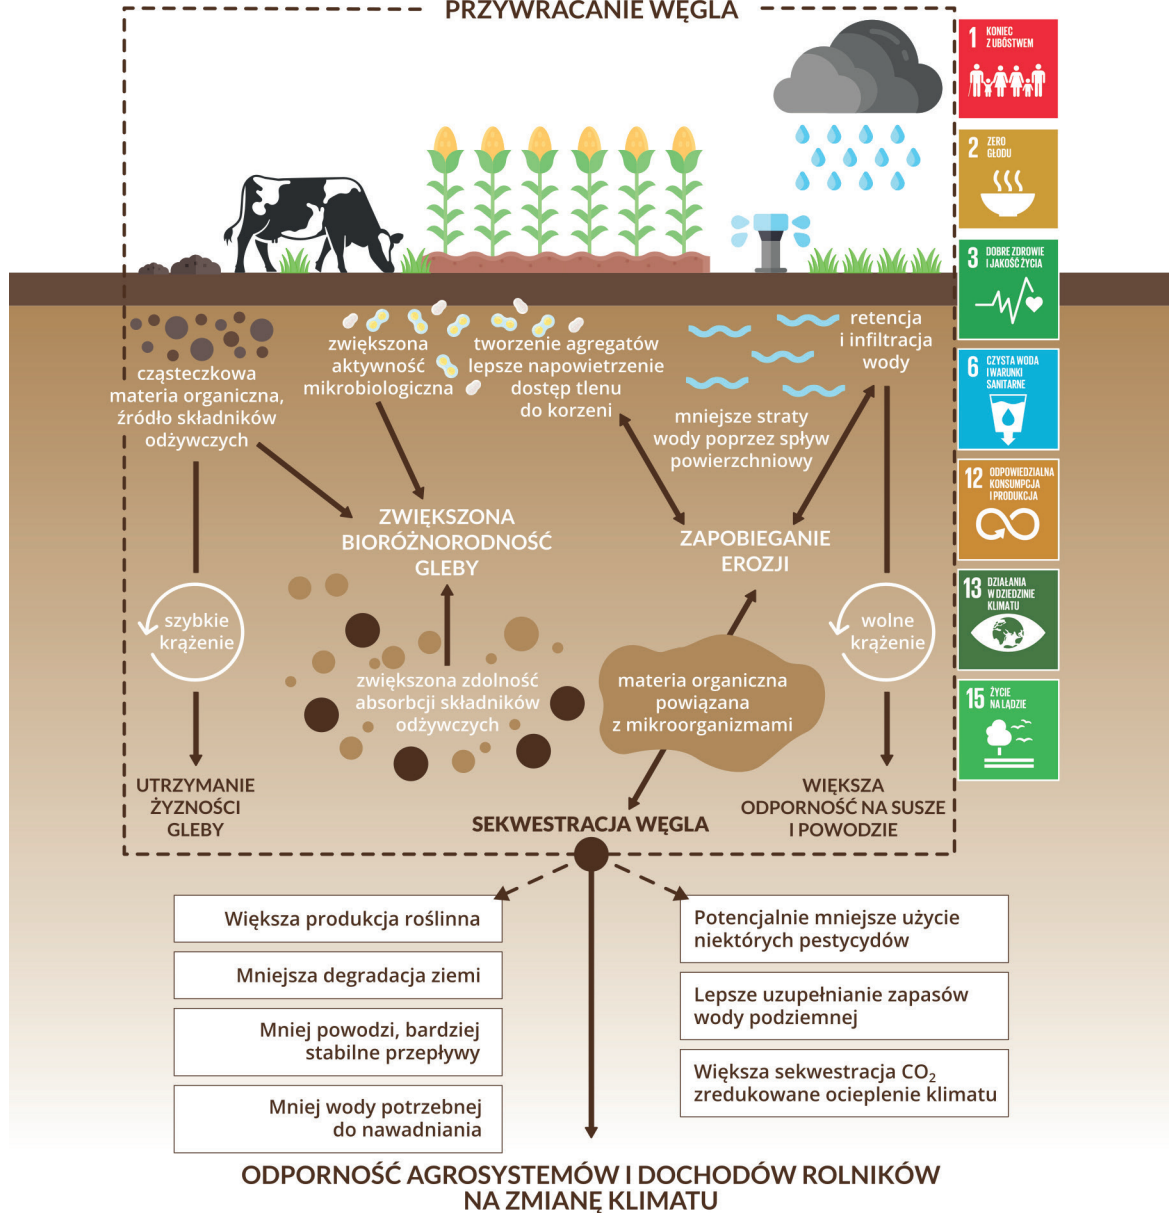 PRZYWRACANIE WĘGLA
1 KONIEC
Z UBÓSTWEM
2 ZERO
GŁODU
3 DOBRE ZDROWIE
I JAKOŚĆ ŻYCIA
6 CZYSTA WODA
I WARUNKI
SANITARNE
12 ODPOWIEDZIALNA
KONSUMPCJA
I PRODUKCJA
13 DZIAŁANIA
W DZIEDZINIE
KLIMATU
15 ŻYCIE
NA LĄDZIE
cząsteczkowa
materia organiczna,
źródło składników
odżywczych
zwiększona
aktywność
mikrobiologiczna
tworzenie agregatów
lepsze napowietrzenie
dostęp tlenu
do korzeni
mniejsze straty
wody poprzez spływ
powierzchniowy
retencja
i infiltracja
wody
ZWIĘKSZONA
BIORÓŻNORODNOŚĆ
GLEBY
ZAPOBIEGANIE
EROZJI
szybkie
krążenie
zwiększona zdolność
absorbcji składników
odżywczych
materia organiczna
powiązana
z mikroorganizmami
wolne
krążenie
UTRZYMANIE
ŻYZNOŚCI
GLEBY
SEKWESTRACJA WĘGLA
WIĘKSZA
ODPORNOŚĆ NA SUSZE
I POWODZIE
Większa produkcja roślinna
Mniejsza degradacja ziemi
Mniej powodzi, bardziej
stabilne przepływy
Mniej wody potrzebnej
do nawadniania
Potencjalnie mniejsze użycie
niektórych pestycydów
Lepsze uzupełnianie zapasów
wody podziemnej
Większa sekwestracja CO₂
zredukowane ocieplenie klimatu
ODPORNOŚĆ AGROSYSTEMÓW I DOCHODÓW ROLNIKÓW
NA ZMIANĘ KLIMATU